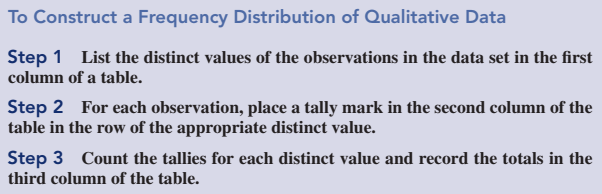 To Construct a Frequency Distribution of Qualitative Data
Step 1 List the distinct values of the observations in the data set in the first
column of a table.
Step 2 For each observation, place a tally mark in the second column of the
table in the row of the appropriate distinct value.
Step 3 Count the tallies for each distinct value and record the totals in the
third column of the table.